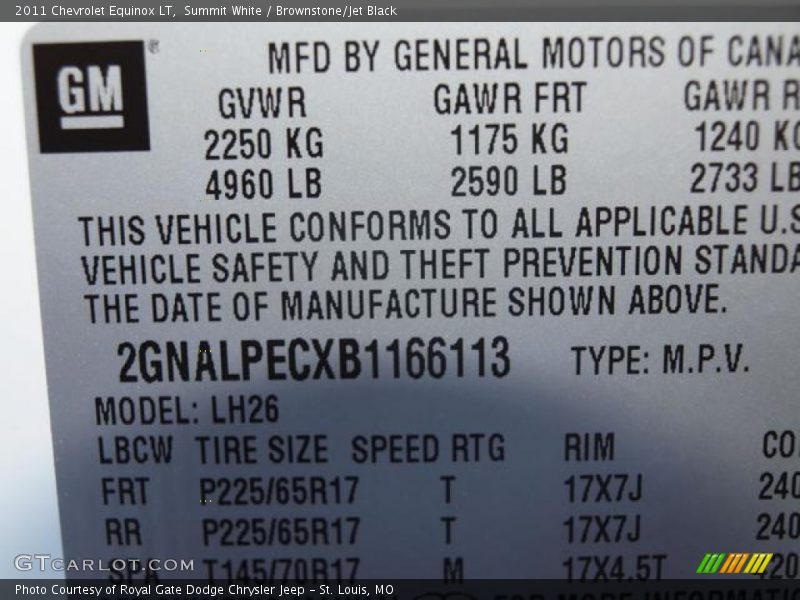 2011 Chevrolet Equinox LT, Summit White / Brownstone/Jet Black
GM ®
MFD BY GENERAL MOTORS OF CANA
GVWR GAWR FRT GAWR R
2250 KG 1175 KG 1240 KG
4960 LB 2590 LB 2733 LB
THIS VEHICLE CONFORMS TO ALL APPLICABLE U.S
VEHICLE SAFETY AND THEFT PREVENTION STANDA
THE DATE OF MANUFACTURE SHOWN ABOVE.
2GNALPECXB1166113 TYPE: M.P.V.
MODEL: LH26
LBCW TIRE SIZE SPEED RTG RIM CO
FRT P225/65R17 T 17X7J 240
RR P225/65R17 T 17X7J 240
SPA T145/70R17 M 17X4.5T 420
GTcarlot.com
Photo Courtesy of Royal Gate Dodge Chrysler Jeep – St. Louis, MO